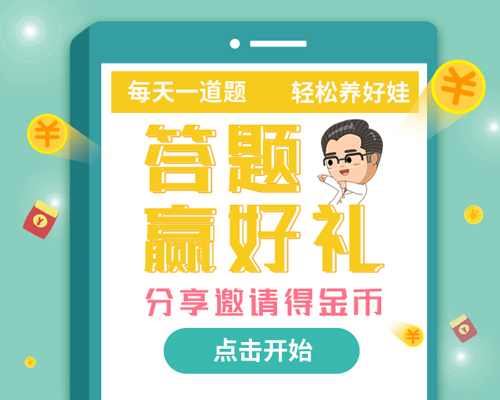 每天一道题 轻松养好娃
答题
赢好礼
分享邀请得金币
点击开始